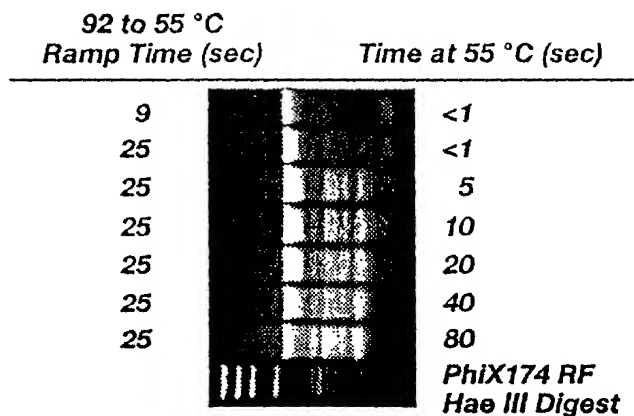 92 to 55 °C
Ramp Time (sec) Time at 55 °C (sec)
9 <1
25 <1
25 5
25 10
25 20
25 40
25 80
PhiX174 RF
Hae III Digest